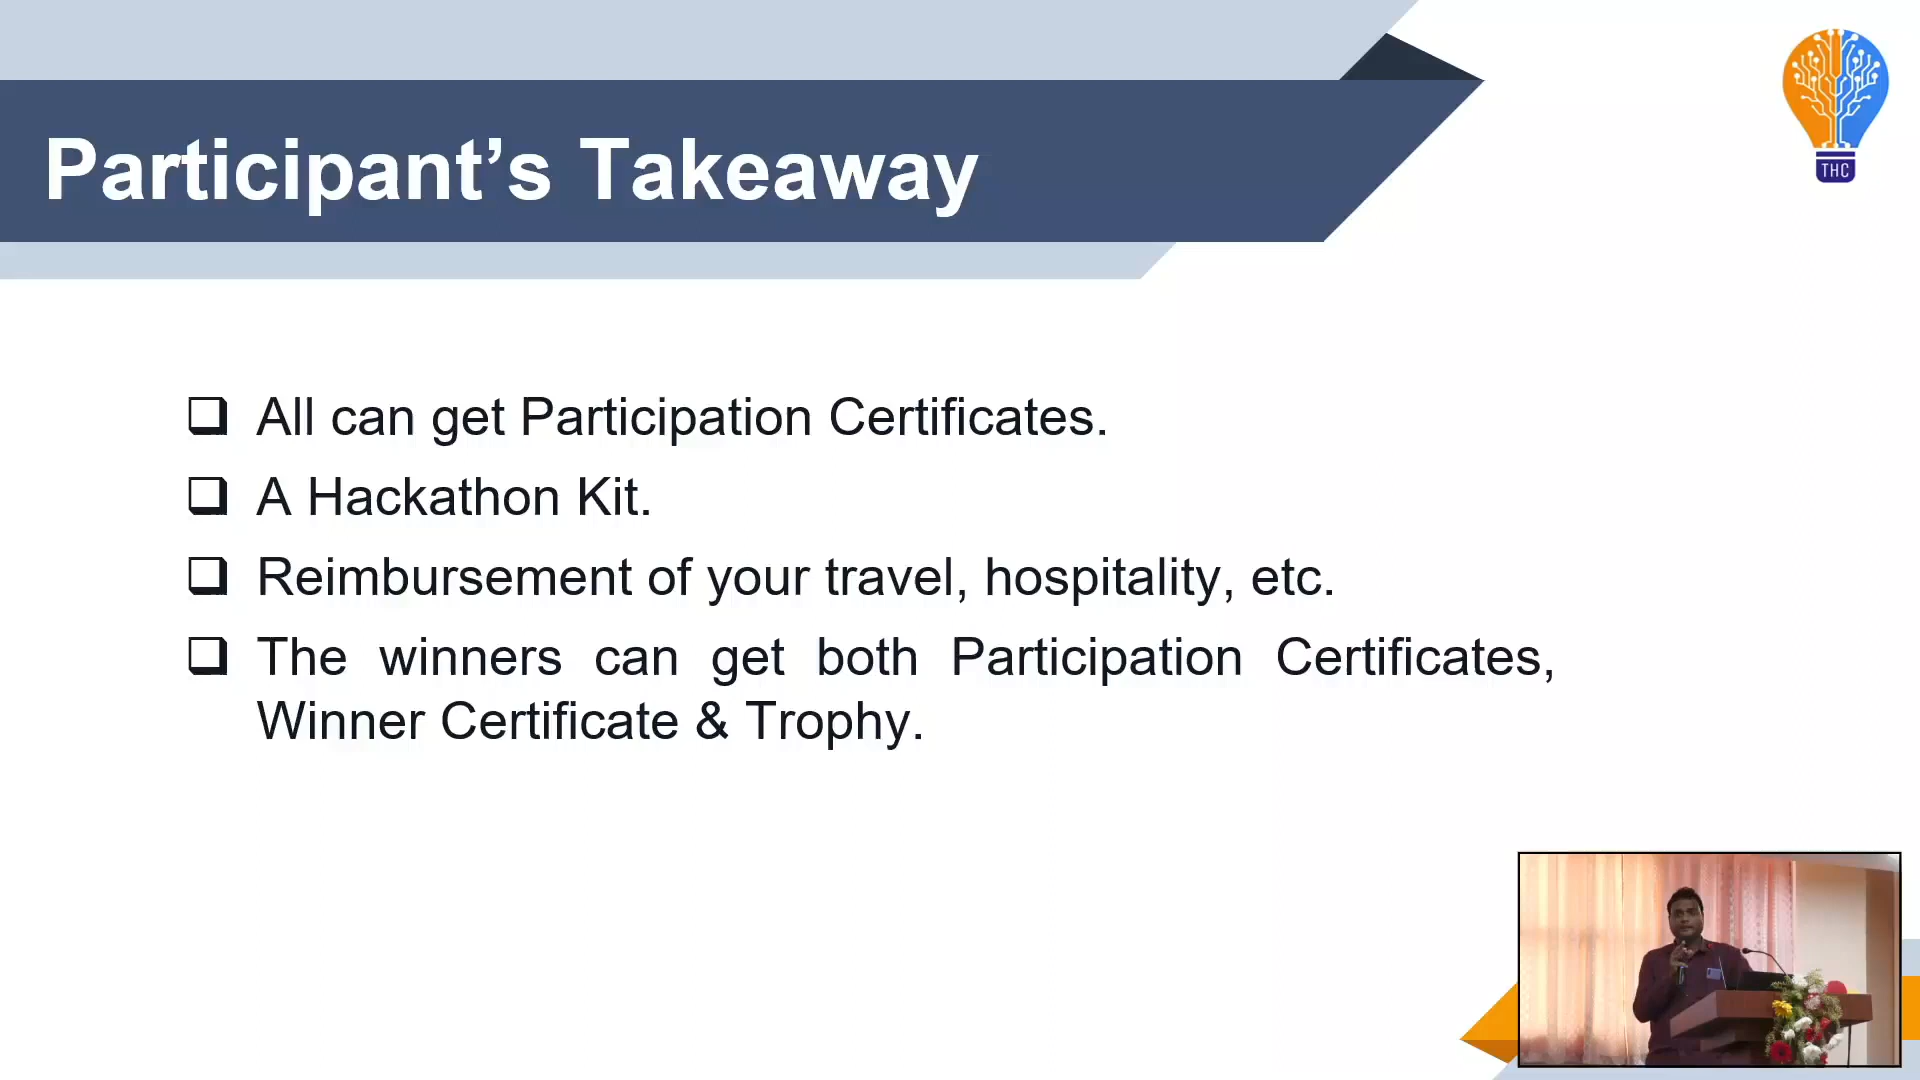 Participant’s Takeaway
THC
❑ All can get Participation Certificates.
❑ A Hackathon Kit.
❑ Reimbursement of your travel, hospitality, etc.
❑ The winners can get both Participation Certificates,
Winner Certificate & Trophy.